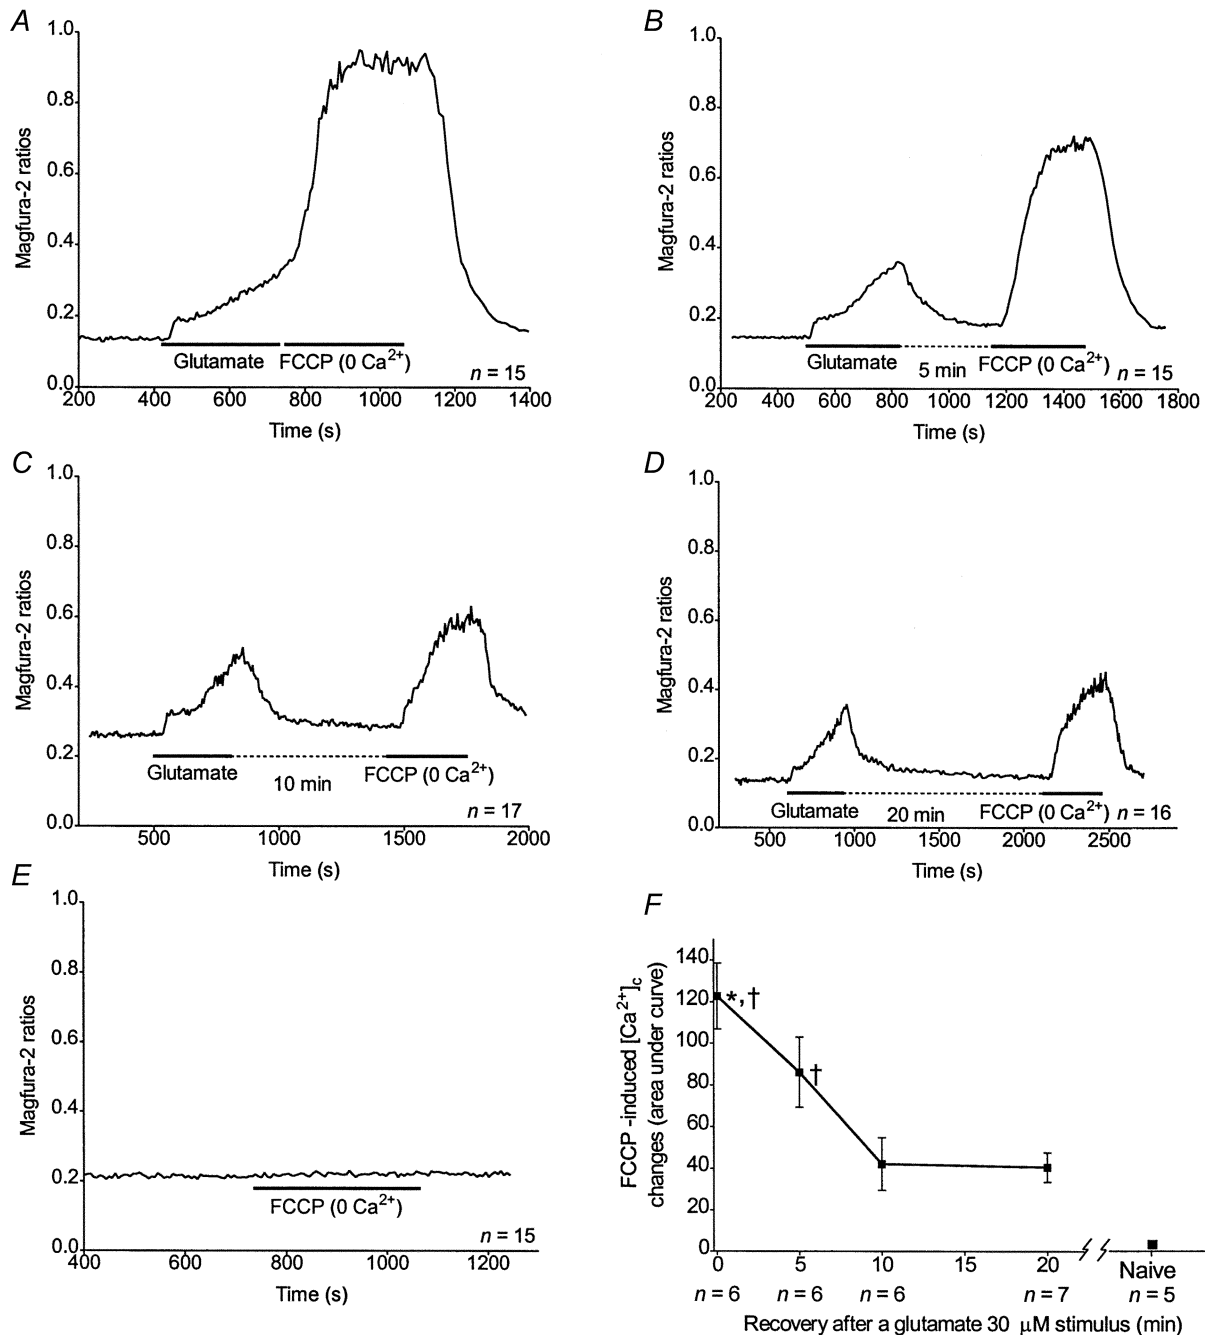 A
Magfura-2 ratios
1.0
0.8
0.6
0.4
0.2
0.0
Glutamate
FCCP (0 Ca²⁺)
n = 15
200 400 600 800 1000 1200 1400
Time (s)
B
Magfura-2 ratios
1.0
0.8
0.6
0.4
0.2
0.0
Glutamate
5 min
FCCP (0 Ca²⁺)
n = 15
200 400 600 800 1000 1200 1400 1600 1800
Time (s)
C
Magfura-2 ratios
1.0
0.8
0.6
0.4
0.2
0.0
Glutamate
10 min
FCCP (0 Ca²⁺)
n = 17
500 1000 1500 2000
Time (s)
D
Magfura-2 ratios
1.0
0.8
0.6
0.4
0.2
0.0
Glutamate
20 min
FCCP (0 Ca²⁺)
n = 16
500 1000 1500 2000 2500
Time (s)
E
Magfura-2 ratios
1.0
0.8
0.6
0.4
0.2
0.0
FCCP (0 Ca²⁺)
n = 15
400 600 800 1000 1200
Time (s)
F
FCCP -induced [Ca²⁺]c
changes (area under curve)
140
120
100
80
60
40
20
0
*,†
†
0 5 10 15 20 Naive
n = 6 n = 6 n = 6 n = 7 n = 5
Recovery after a glutamate 30 μM stimulus (min)